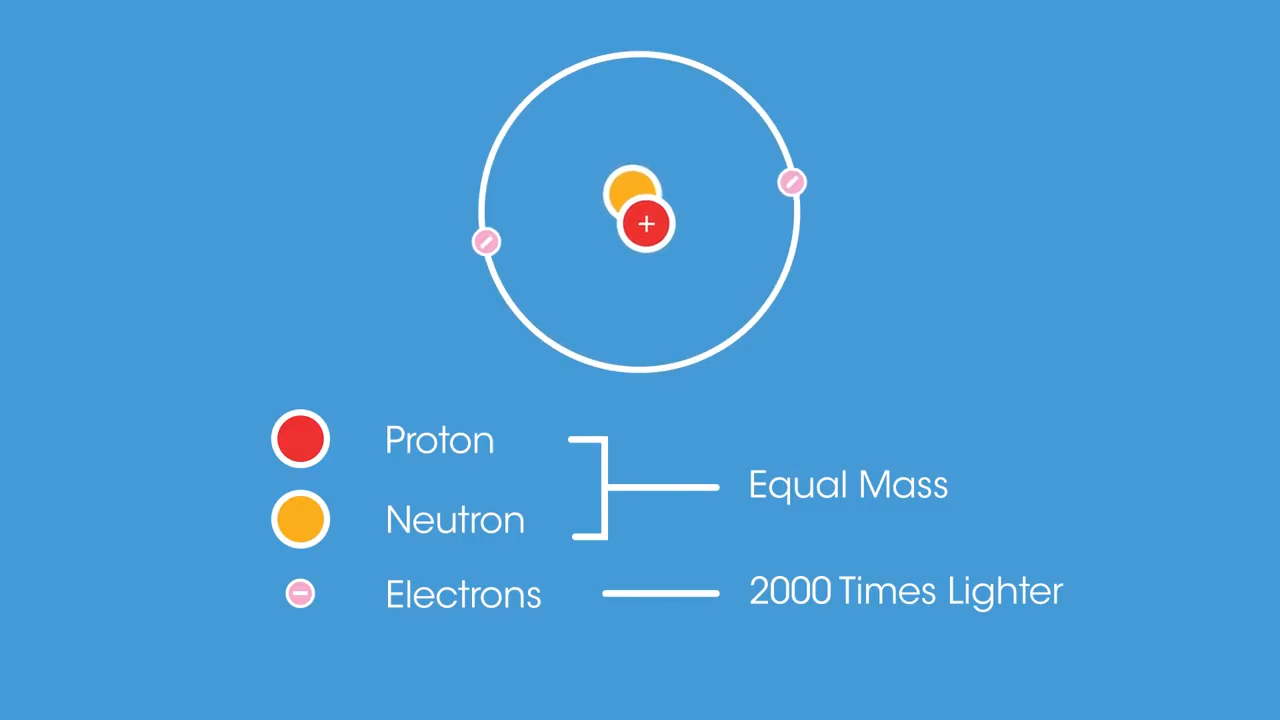 +
Proton
Neutron
Equal Mass
Electrons
2000 Times Lighter